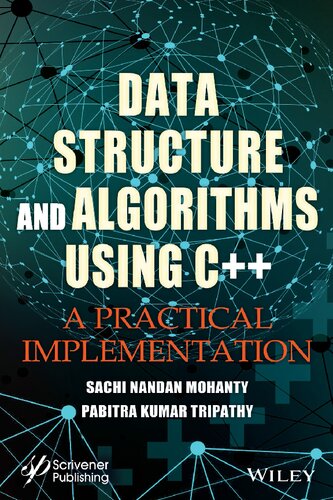 DATA
STRUCTURE
AND ALGORITHMS
USING C++
A PRACTICAL
IMPLEMENTATION
SACHI NANDAN MOHANTY
PABITRA KUMAR TRIPATHY
Scrivener
Publishing
WILEY